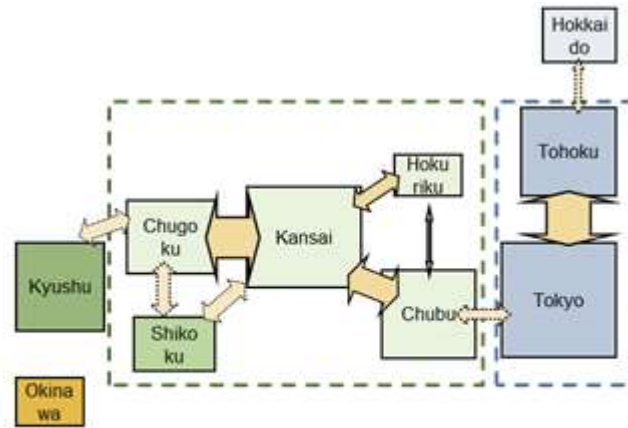 Hokkai
do
Tohoku
Hoku
riku
Chugo
ku
Kansai
Kyushu
Tokyo
Chubu
Shiko
ku
Okina
wa